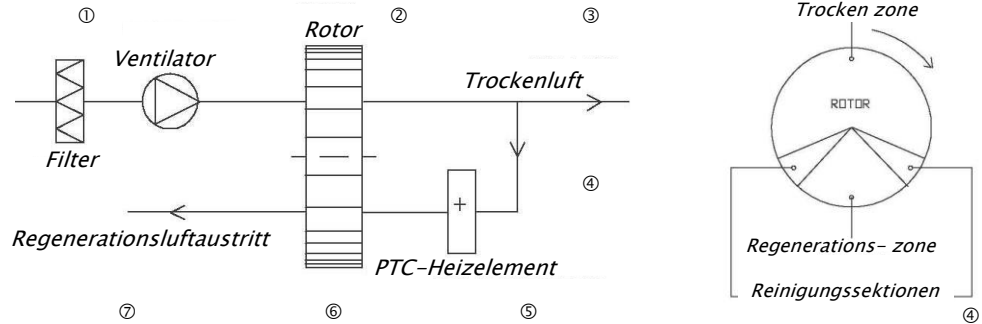 ① ② ③
Rotor
Ventilator
Trockenluft
Filter
④
Regenerationsluftaustritt
PTC-Heizelement
⑦ ⑥ ⑤
Trocken zone
ROTOR
Regenerations- zone
Reinigungssektionen
④